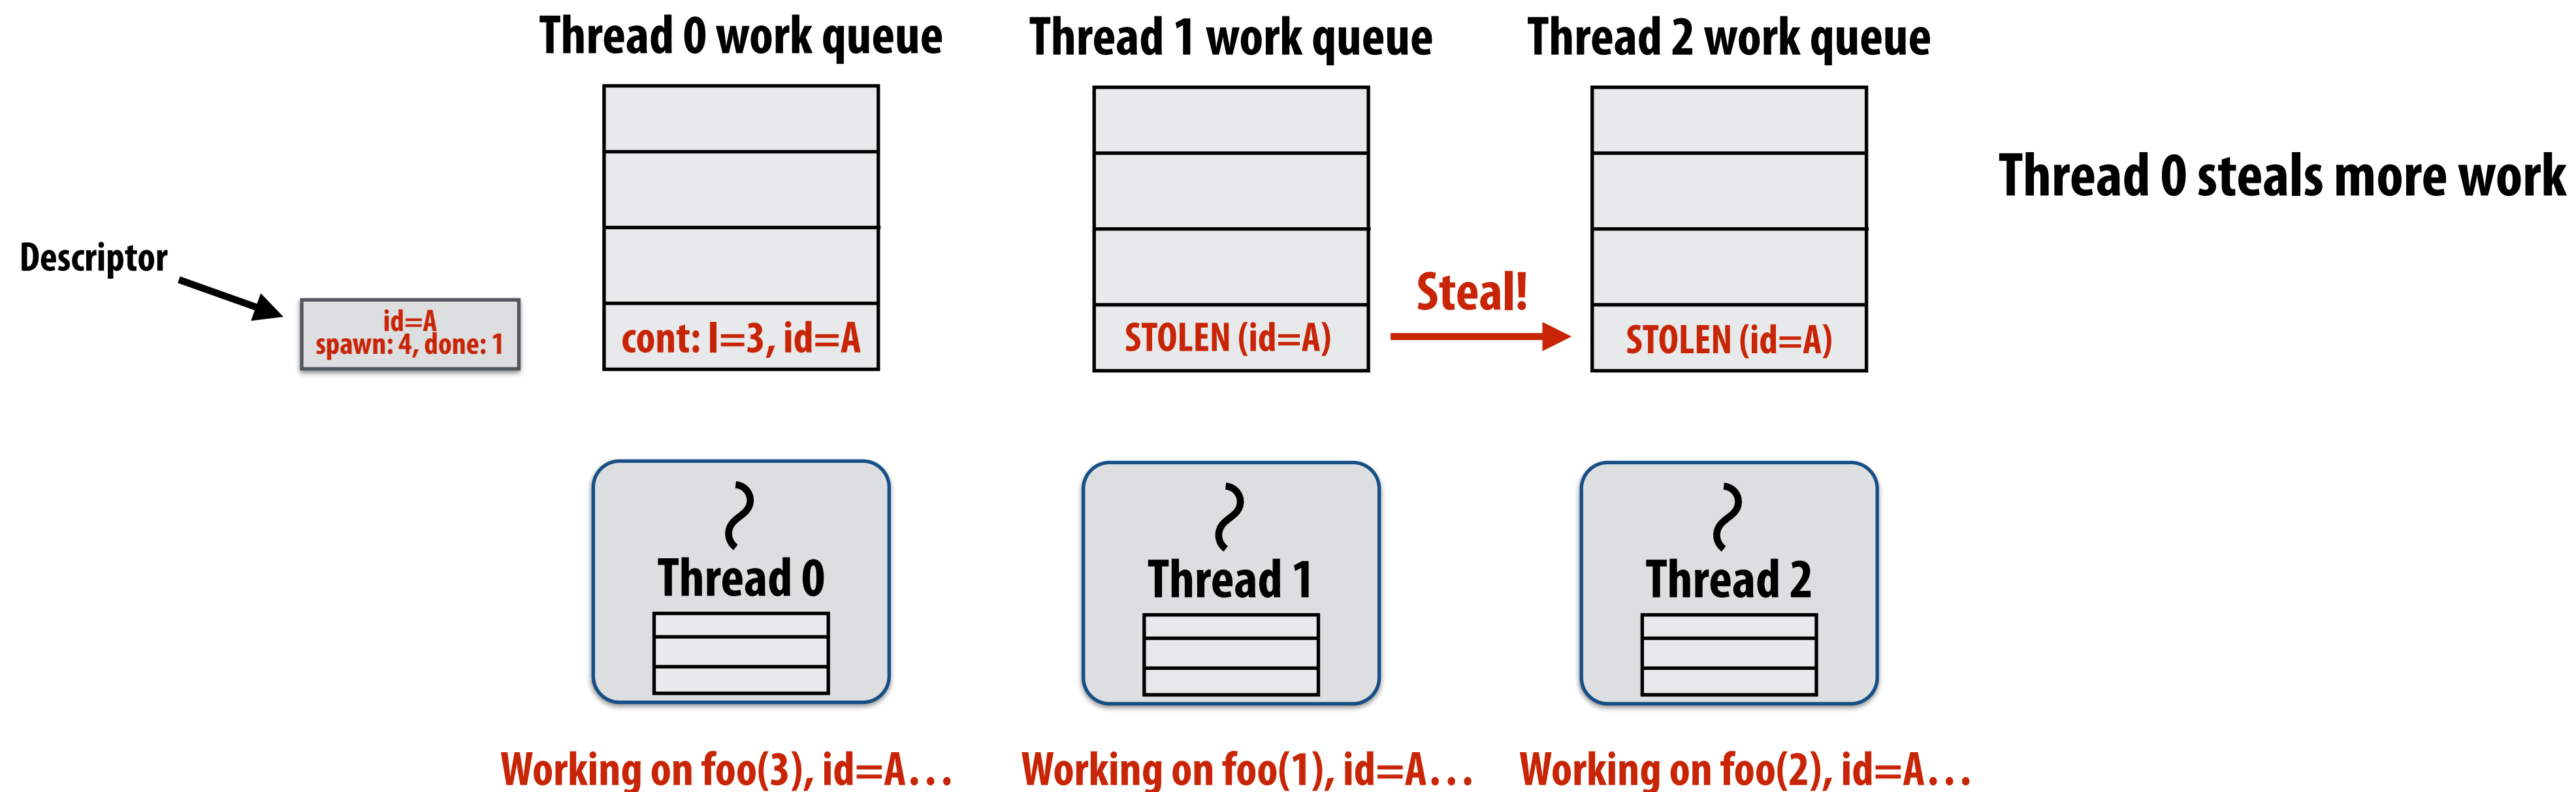 Thread 0 work queue
Thread 1 work queue
Thread 2 work queue
Thread 0 steals more work
Descriptor
id=A
spawn: 4, done: 1
cont: I=3, id=A
STOLEN (id=A)
Steal!
STOLEN (id=A)
Thread 0
Thread 1
Thread 2
Working on foo(3), id=A…
Working on foo(1), id=A…
Working on foo(2), id=A…